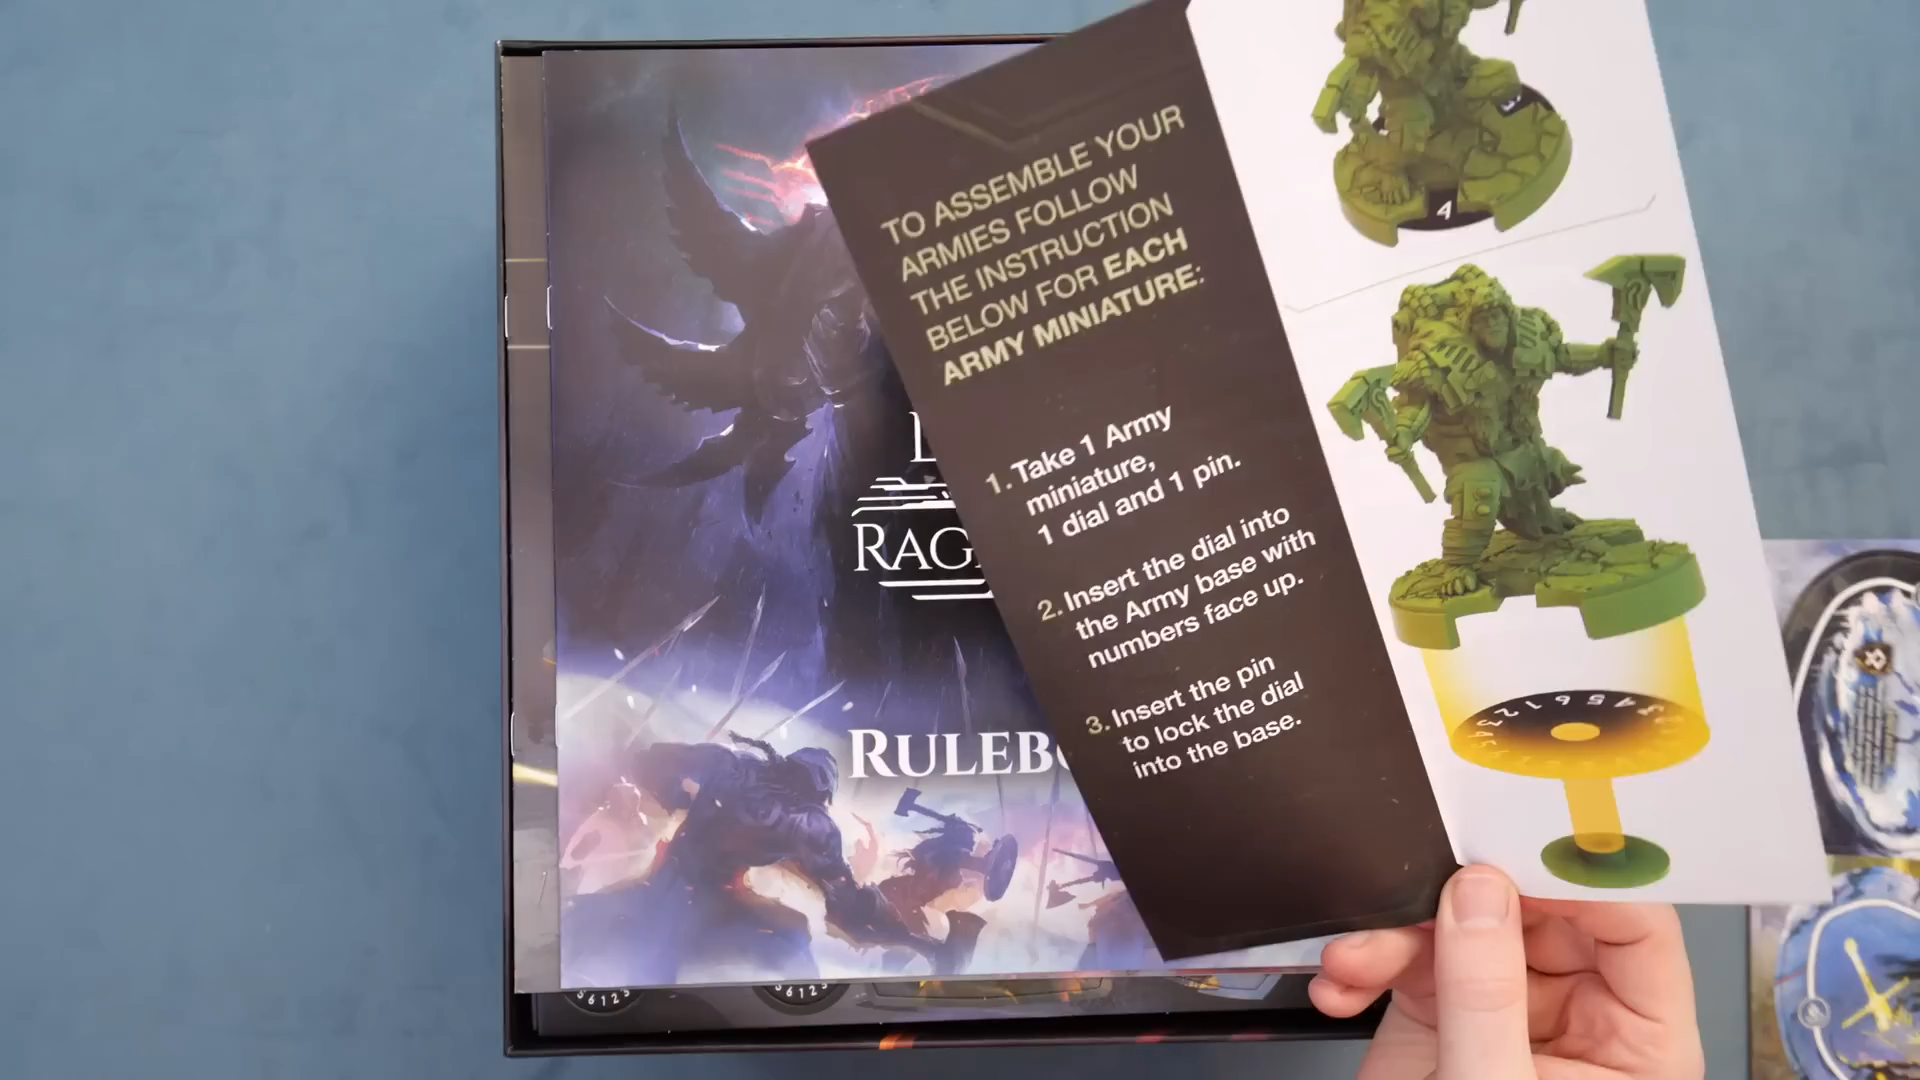 TO ASSEMBLE YOUR
ARMIES FOLLOW
THE INSTRUCTION
BELOW FOR EACH
ARMY MINIATURE:
1. Take 1 Army
miniature,
1 dial and 1 pin.
2. Insert the dial into
the Army base with
numbers face up.
3. Insert the pin
to lock the dial
into the base.
4